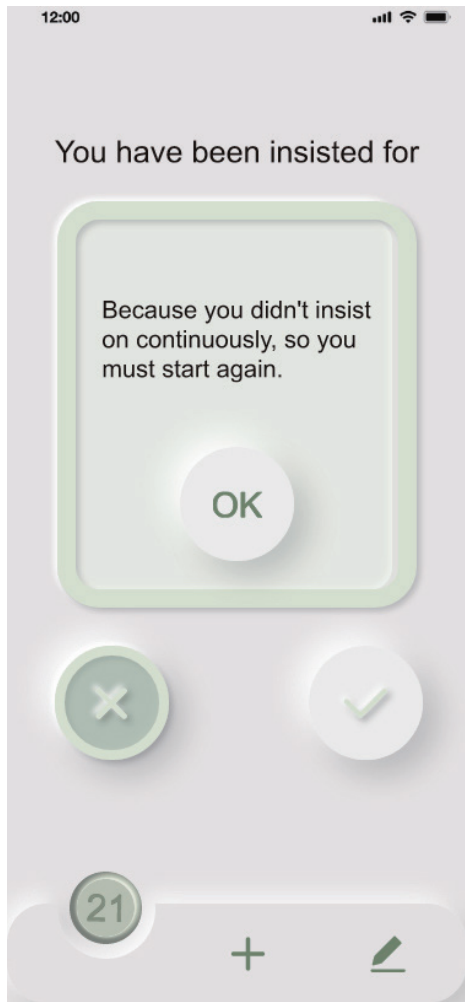 12:00
You have been insisted for
Because you didn't insist
on continuously, so you
must start again.
OK
21